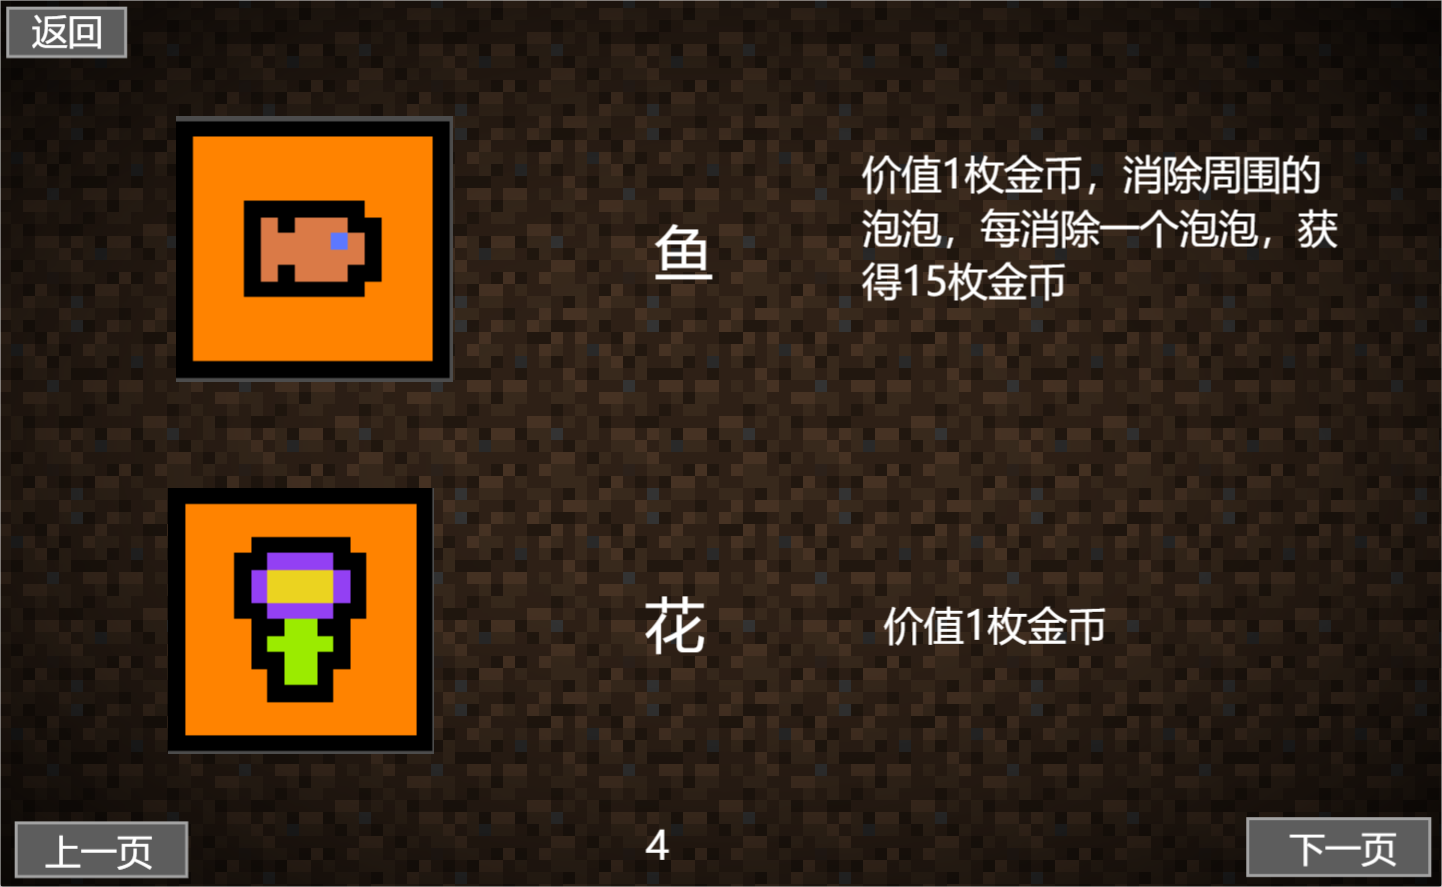 返回
鱼
价值1枚金币，消除周围的
泡泡，每消除一个泡泡，获
得15枚金币
花
价值1枚金币
上一页
4
下一页